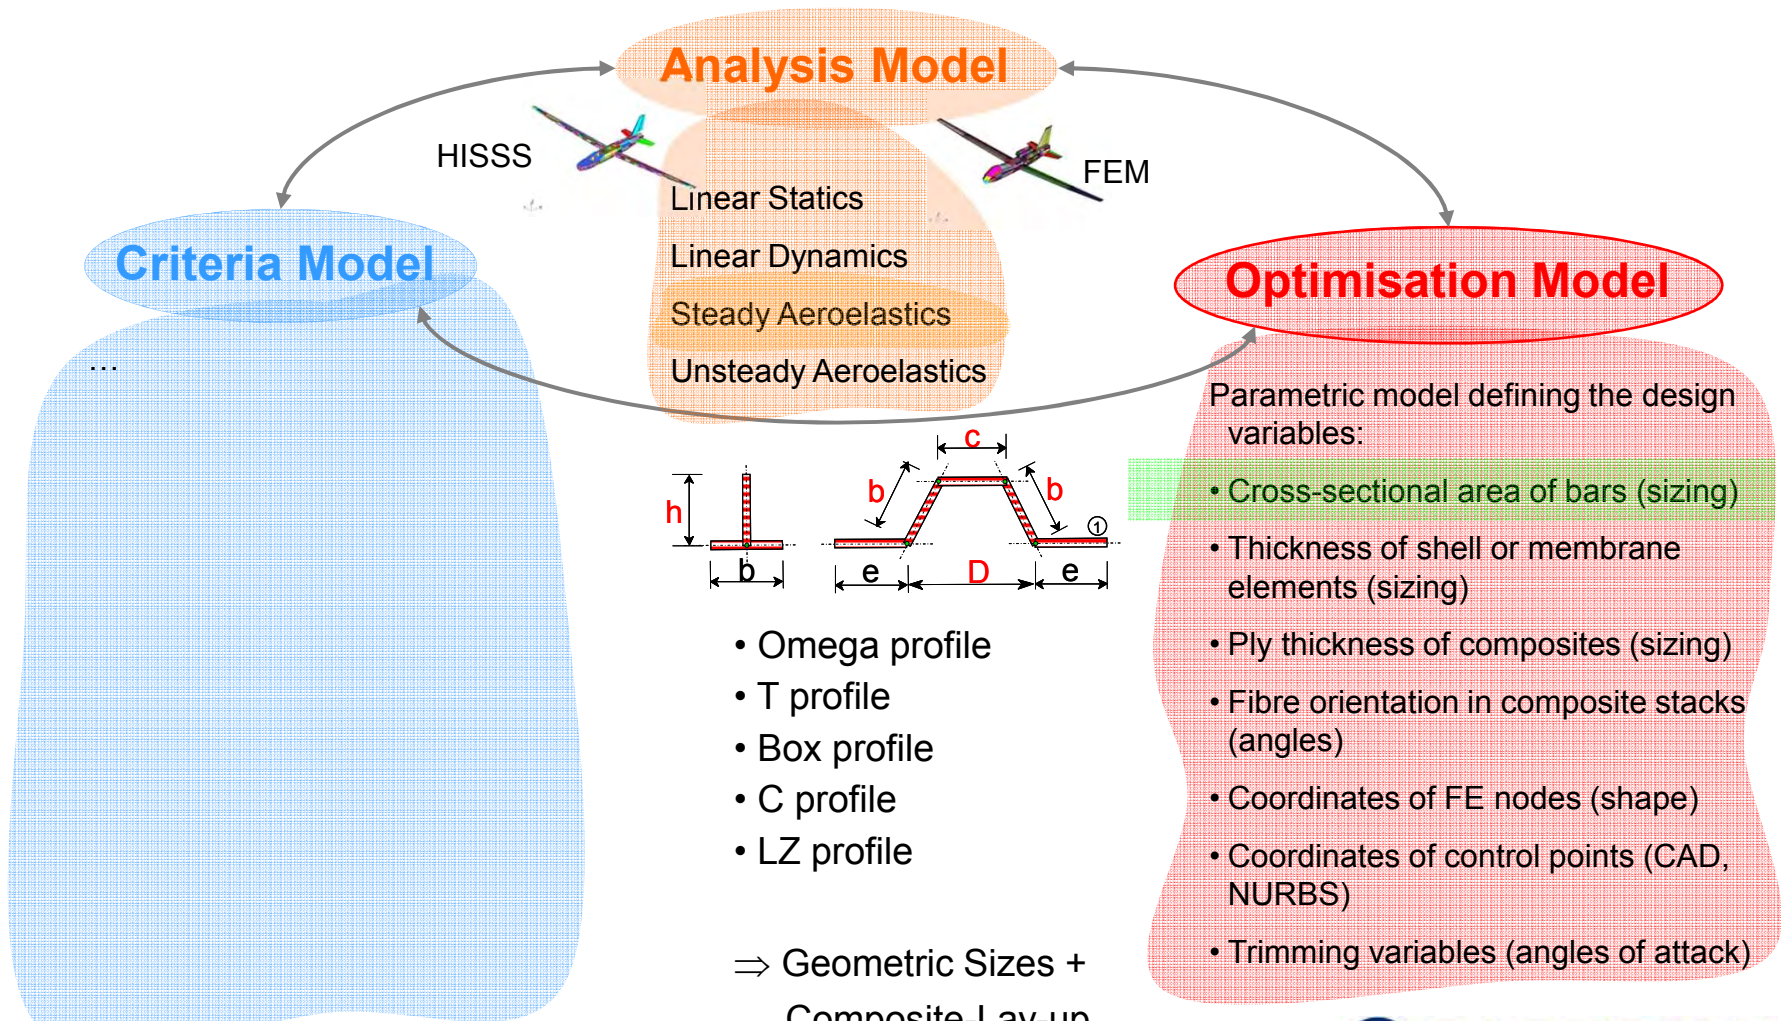 Analysis Model
HISSS
FEM
Linear Statics
Linear Dynamics
Steady Aeroelastics
Unsteady Aeroelastics
Criteria Model
…
Optimisation Model
Parametric model defining the design
variables:
• Cross-sectional area of bars (sizing)
• Thickness of shell or membrane
elements (sizing)
• Ply thickness of composites (sizing)
• Fibre orientation in composite stacks
(angles)
• Coordinates of FE nodes (shape)
• Coordinates of control points (CAD,
NURBS)
• Trimming variables (angles of attack)
h
b
c
b
b
①
e
D
e
• Omega profile
• T profile
• Box profile
• C profile
• LZ profile
⇒ Geometric Sizes +
Composite-Lay-up